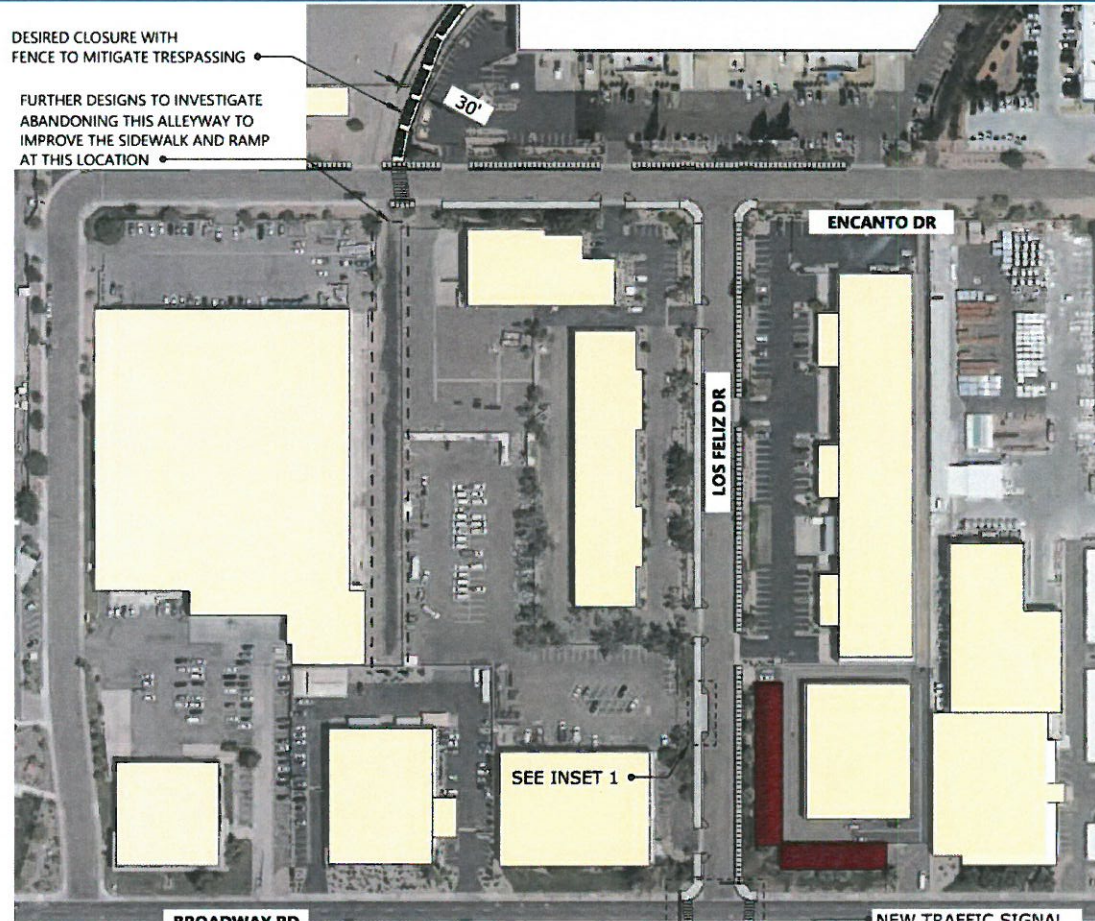 DESIRED CLOSURE WITH
FENCE TO MITIGATE TRESPASSING
FURTHER DESIGNS TO INVESTIGATE
ABANDONING THIS ALLEYWAY TO
IMPROVE THE SIDEWALK AND RAMP
AT THIS LOCATION
30'
ENCANTO DR
LOS FELIZ DR
SEE INSET 1
BROADWAY RD
NEW TRAFFIC SIGNAL